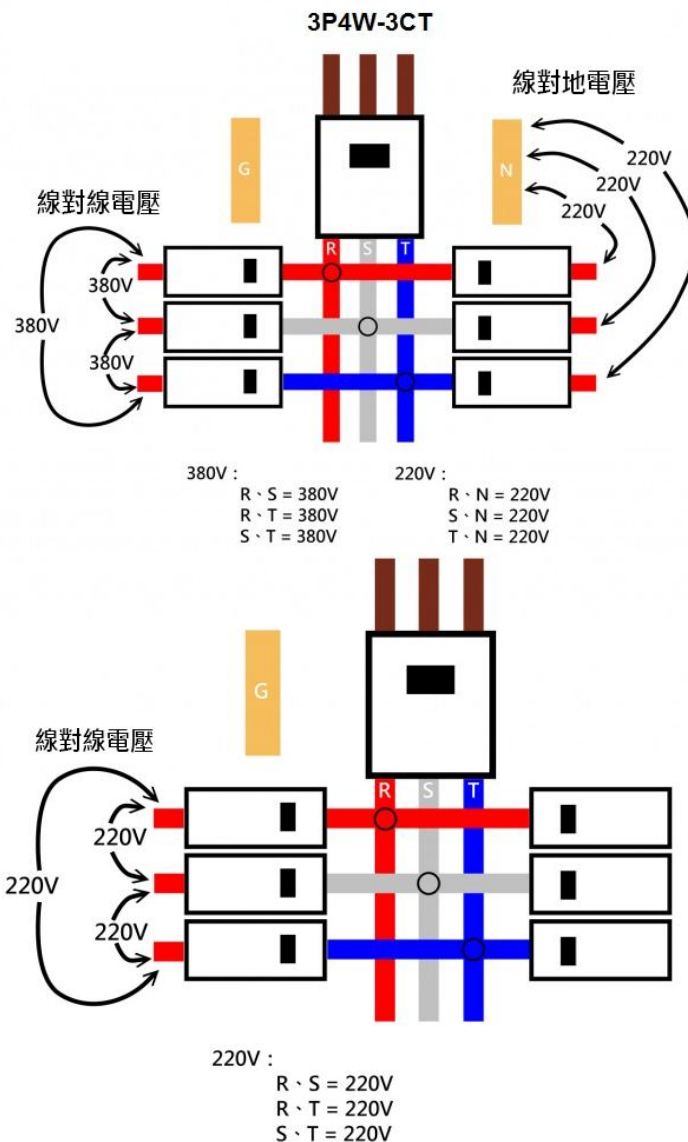 3P4W-3CT
線對地電壓
G
N
220V
220V
220V
線對線電壓
R S T
380V
380V
380V
380V : 220V :
R、S = 380V R、N = 220V
R、T = 380V S、N = 220V
S、T = 380V T、N = 220V
G
線對線電壓
R S T
220V
220V
220V
220V :
R、S = 220V
R、T = 220V
S、T = 220V